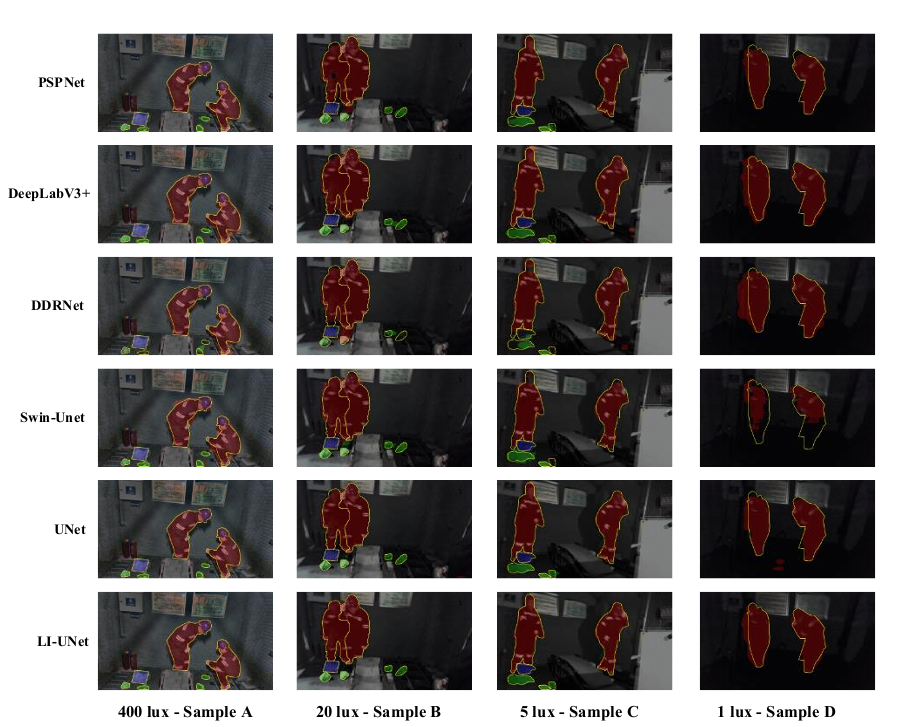 PSPNet
DeepLabV3+
DDRNet
Swin-Unet
UNet
LI-UNet
400 lux - Sample A
20 lux - Sample B
5 lux - Sample C
1 lux - Sample D